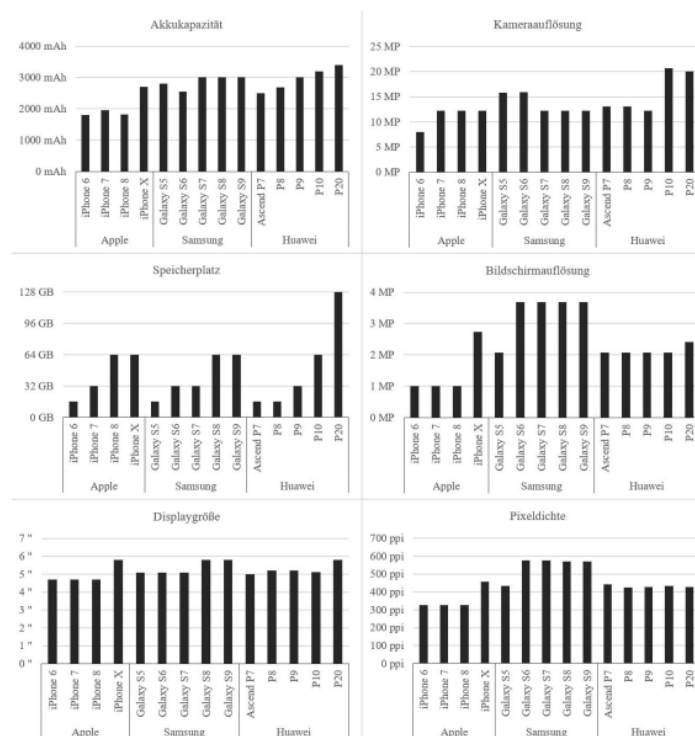 Akkukapazität
4000 mAh
3000 mAh
2000 mAh
1000 mAh
0 mAh
iPhone 6
iPhone 7
iPhone 8
iPhone X
Galaxy S5
Galaxy S6
Galaxy S7
Galaxy S8
Galaxy S9
Ascend P7
P8
P9
P10
P20
Apple
Samsung
Huawei
Kameraauflösung
25 MP
20 MP
15 MP
10 MP
5 MP
0 MP
iPhone 6
iPhone 7
iPhone 8
iPhone X
Galaxy S5
Galaxy S6
Galaxy S7
Galaxy S8
Galaxy S9
Ascend P7
P8
P9
P10
P20
Apple
Samsung
Huawei
Speicherplatz
128 GB
96 GB
64 GB
32 GB
0 GB
iPhone 6
iPhone 7
iPhone 8
iPhone X
Galaxy S5
Galaxy S6
Galaxy S7
Galaxy S8
Galaxy S9
Ascend P7
P8
P9
P10
P20
Apple
Samsung
Huawei
Bildschirmauflösung
4 MP
3 MP
2 MP
1 MP
0 MP
iPhone 6
iPhone 7
iPhone 8
iPhone X
Galaxy S5
Galaxy S6
Galaxy S7
Galaxy S8
Galaxy S9
Ascend P7
P8
P9
P10
P20
Apple
Samsung
Huawei
Displaygröße
7 "
6 "
5 "
4 "
3 "
2 "
1 "
0 "
iPhone 6
iPhone 7
iPhone 8
iPhone X
Galaxy S5
Galaxy S6
Galaxy S7
Galaxy S8
Galaxy S9
Ascend P7
P8
P9
P10
P20
Apple
Samsung
Huawei
Pixeldichte
700 ppi
600 ppi
500 ppi
400 ppi
300 ppi
200 ppi
100 ppi
0 ppi
iPhone 6
iPhone 7
iPhone 8
iPhone X
Galaxy S5
Galaxy S6
Galaxy S7
Galaxy S8
Galaxy S9
Ascend P7
P8
P9
P10
P20
Apple
Samsung
Huawei